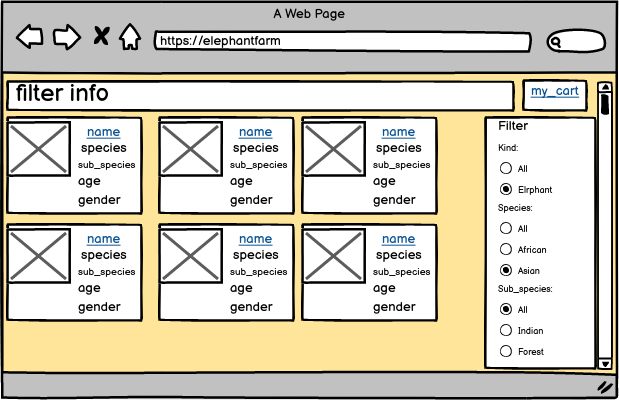 A Web Page
https://elephantfarm
filter info
my_cart
name
species
sub_species
age
gender
name
species
sub_species
age
gender
name
species
sub_species
age
gender
name
species
sub_species
age
gender
name
species
sub_species
age
gender
name
species
sub_species
age
gender
Filter
Kind:
All
Elrphant
Species:
All
African
Asian
Sub_species:
All
Indian
Forest